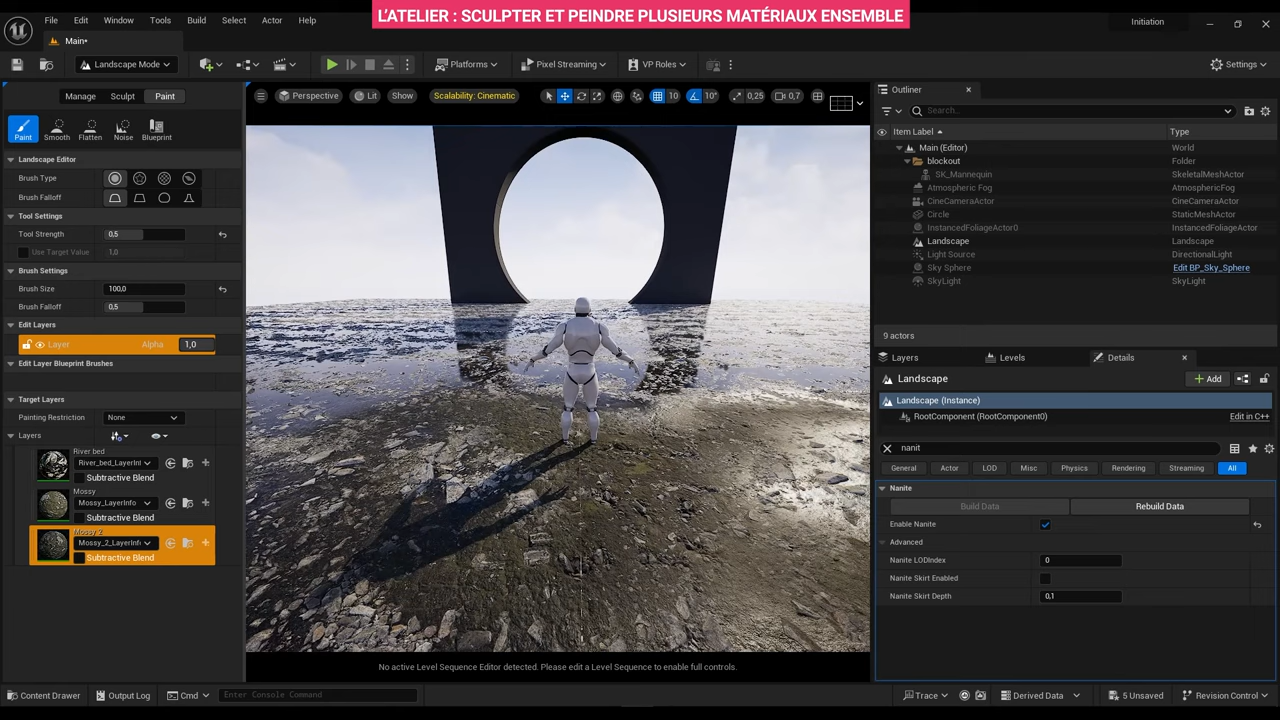 L'ATELIER : SCULPTER ET PEINDRE PLUSIEURS MATÉRIAUX ENSEMBLE
File Edit Window Tools Build Select Actor Help
Initiation
Main*
Landscape Mode
Platforms
Pixel Streaming
VP Roles
Settings
Manage Sculpt Paint
Paint Smooth Flatten Noise Blueprint
Landscape Editor
Brush Type
Brush Falloff
Tool Settings
Tool Strength 0,5
Use Target Value 1,0
Brush Settings
Brush Size 100,0
Brush Falloff 0,5
Edit Layers
Layer Alpha 1,0
Edit Layer Blueprint Brushes
Target Layers
Painting Restriction None
Layers
River bed
River_bed_LayerInf
Subtractive Blend
Mossy
Mossy_LayerInfo
Subtractive Blend
Mossy 2
Mossy_2_LayerInfo
Subtractive Blend
Perspective Lit Show Scalability: Cinematic 10 10° 0,25 0,7
No active Level Sequence Editor detected. Please edit a Level Sequence to enable full controls.
Outliner
Search...
Item Label Type
Main (Editor) World
blockout Folder
SK_Mannequin SkeletalMeshActor
Atmospheric Fog AtmosphericFog
CineCameraActor CineCameraActor
Circle StaticMeshActor
InstancedFoliageActor0 InstancedFoliageActor
Landscape Landscape
Light Source DirectionalLight
Sky Sphere Edit BP_Sky_Sphere
SkyLight SkyLight
9 actors
Layers Levels Details
Landscape
Add
Landscape (Instance)
RootComponent (RootComponent0) Edit in C++
nanit
General Actor LOD Misc Physics Rendering Streaming All
Nanite
Build Data Rebuild Data
Enable Nanite
Advanced
Nanite LODIndex 0
Nanite Skirt Enabled
Nanite Skirt Depth 0,1
Content Drawer Output Log Cmd Enter Console Command
Trace Derived Data 5 Unsaved Revision Control